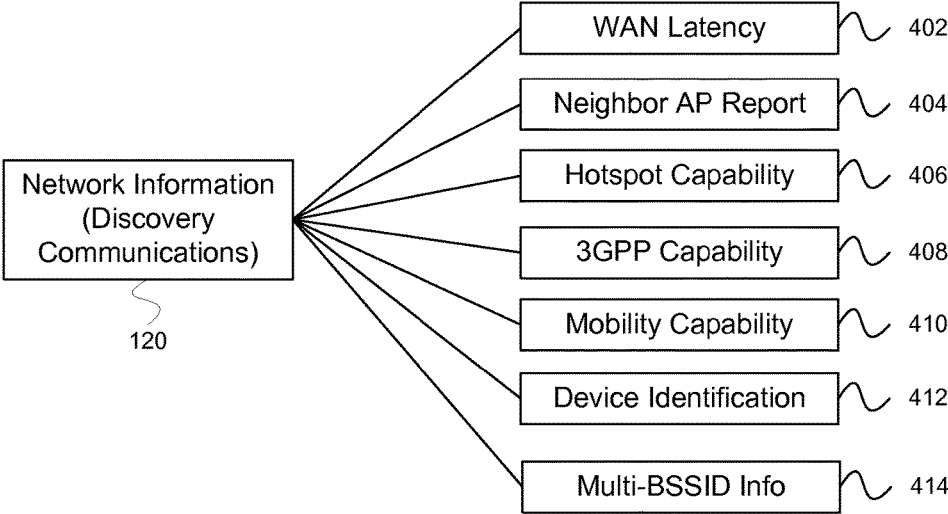 WAN Latency 402
Neighbor AP Report 404
Hotspot Capability 406
Network Information
(Discovery
Communications)
120
3GPP Capability 408
Mobility Capability 410
Device Identification 412
Multi-BSSID Info 414